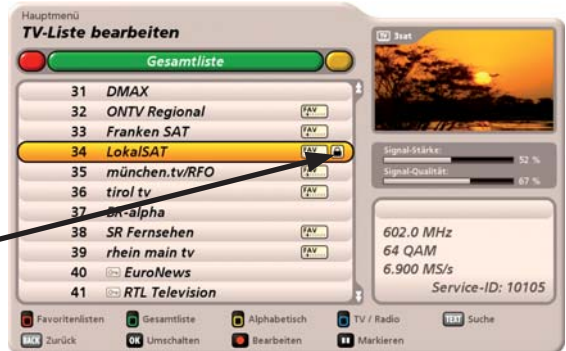 Hauptmenü
TV-Liste bearbeiten
Gesamtliste
31 DMAX
32 ONTV Regional FAV
33 Franken SAT FAV
34 LokalSAT FAV
35 münchen.tv/RFO FAV
36 tirol tv FAV
37 BR-alpha
38 SR Fernsehen FAV
39 rhein main tv FAV
40 EuroNews
41 RTL Television
TV 3sat
Signal-Stärke:
52 %
Signal-Qualität:
67 %
602.0 MHz
64 QAM
6.900 MS/s
Service-ID: 10105
Favoritenlisten Gesamtliste Alphabetisch TV / Radio TEXT Suche
BACK Zurück OK Umschalten Bearbeiten Markieren